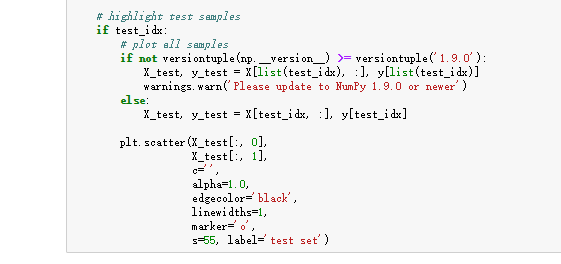 # highlight test samples
if test_idx:
# plot all samples
if not versiontuple(np.__version__) >= versiontuple('1.9.0'):
X_test, y_test = X[list(test_idx), :], y[list(test_idx)]
warnings.warn('Please update to NumPy 1.9.0 or newer')
else:
X_test, y_test = X[test_idx, :], y[test_idx]
plt.scatter(X_test[:, 0],
X_test[:, 1],
c='',
alpha=1.0,
edgecolor='black',
linewidths=1,
marker='o',
s=55, label='test set')